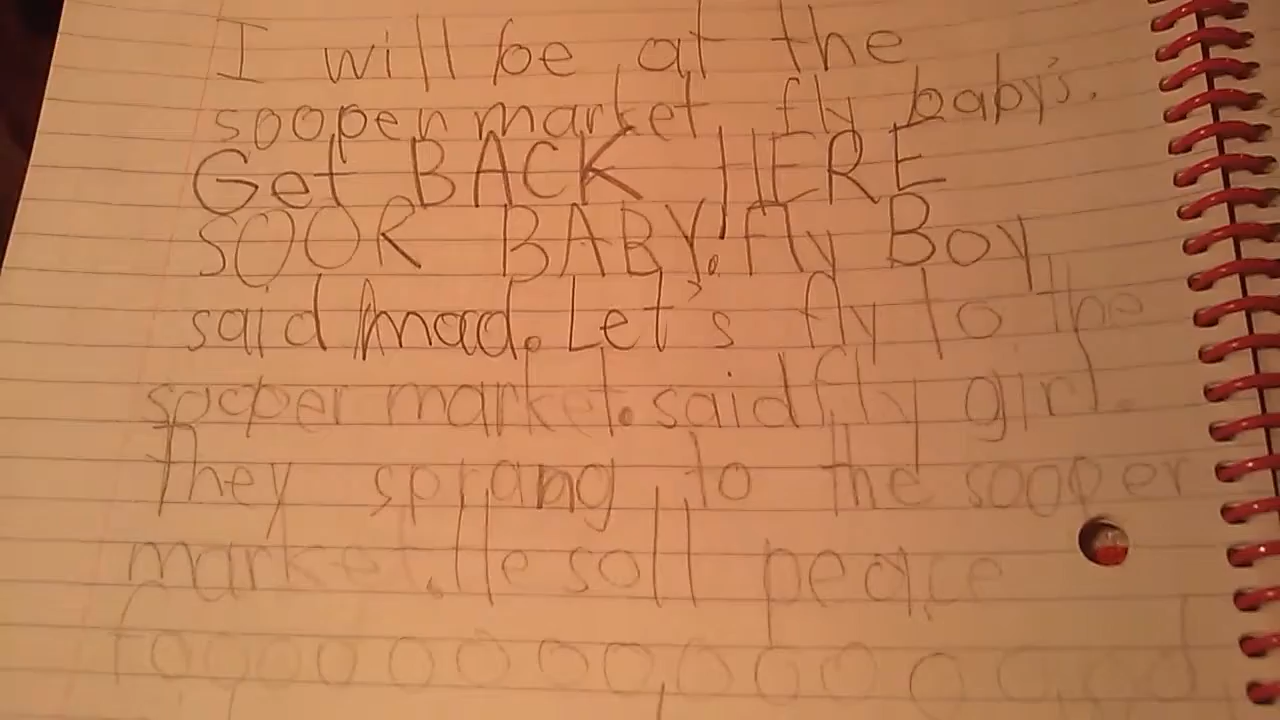 I will be at the
sooper market fly baby's.
Get BACK HERE
SOOR BABY! fly Boy
said mad. Let's fly to the
sooper market. said fly girl.
They sprang to the sooper
market. He soll peace